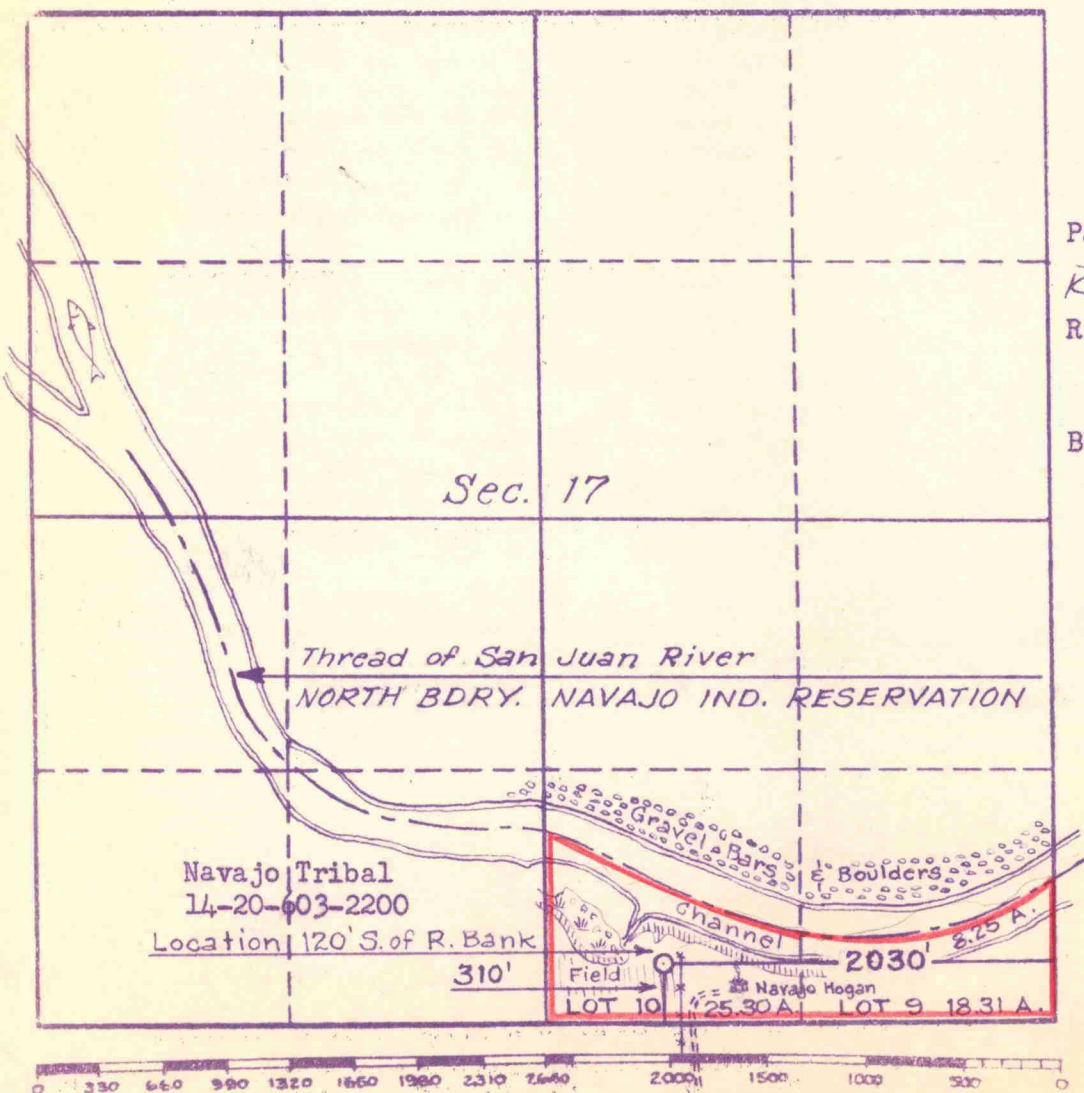 Pa
K
R
B
Sec. 17
Thread of San Juan River
NORTH BDRY. NAVAJO IND. RESERVATION
Gravel Bars
& Boulders
Navajo Tribal
14-20-603-2200
Channel
8.25 A.
Location 120' S. of R. Bank
2030'
310'
Field
Navajo Hogan
LOT 10 25.30 A. LOT 9 18.31 A.
0 330 660 990 1320 1660 1980 2310 2640 2000 1500 1000 500 0